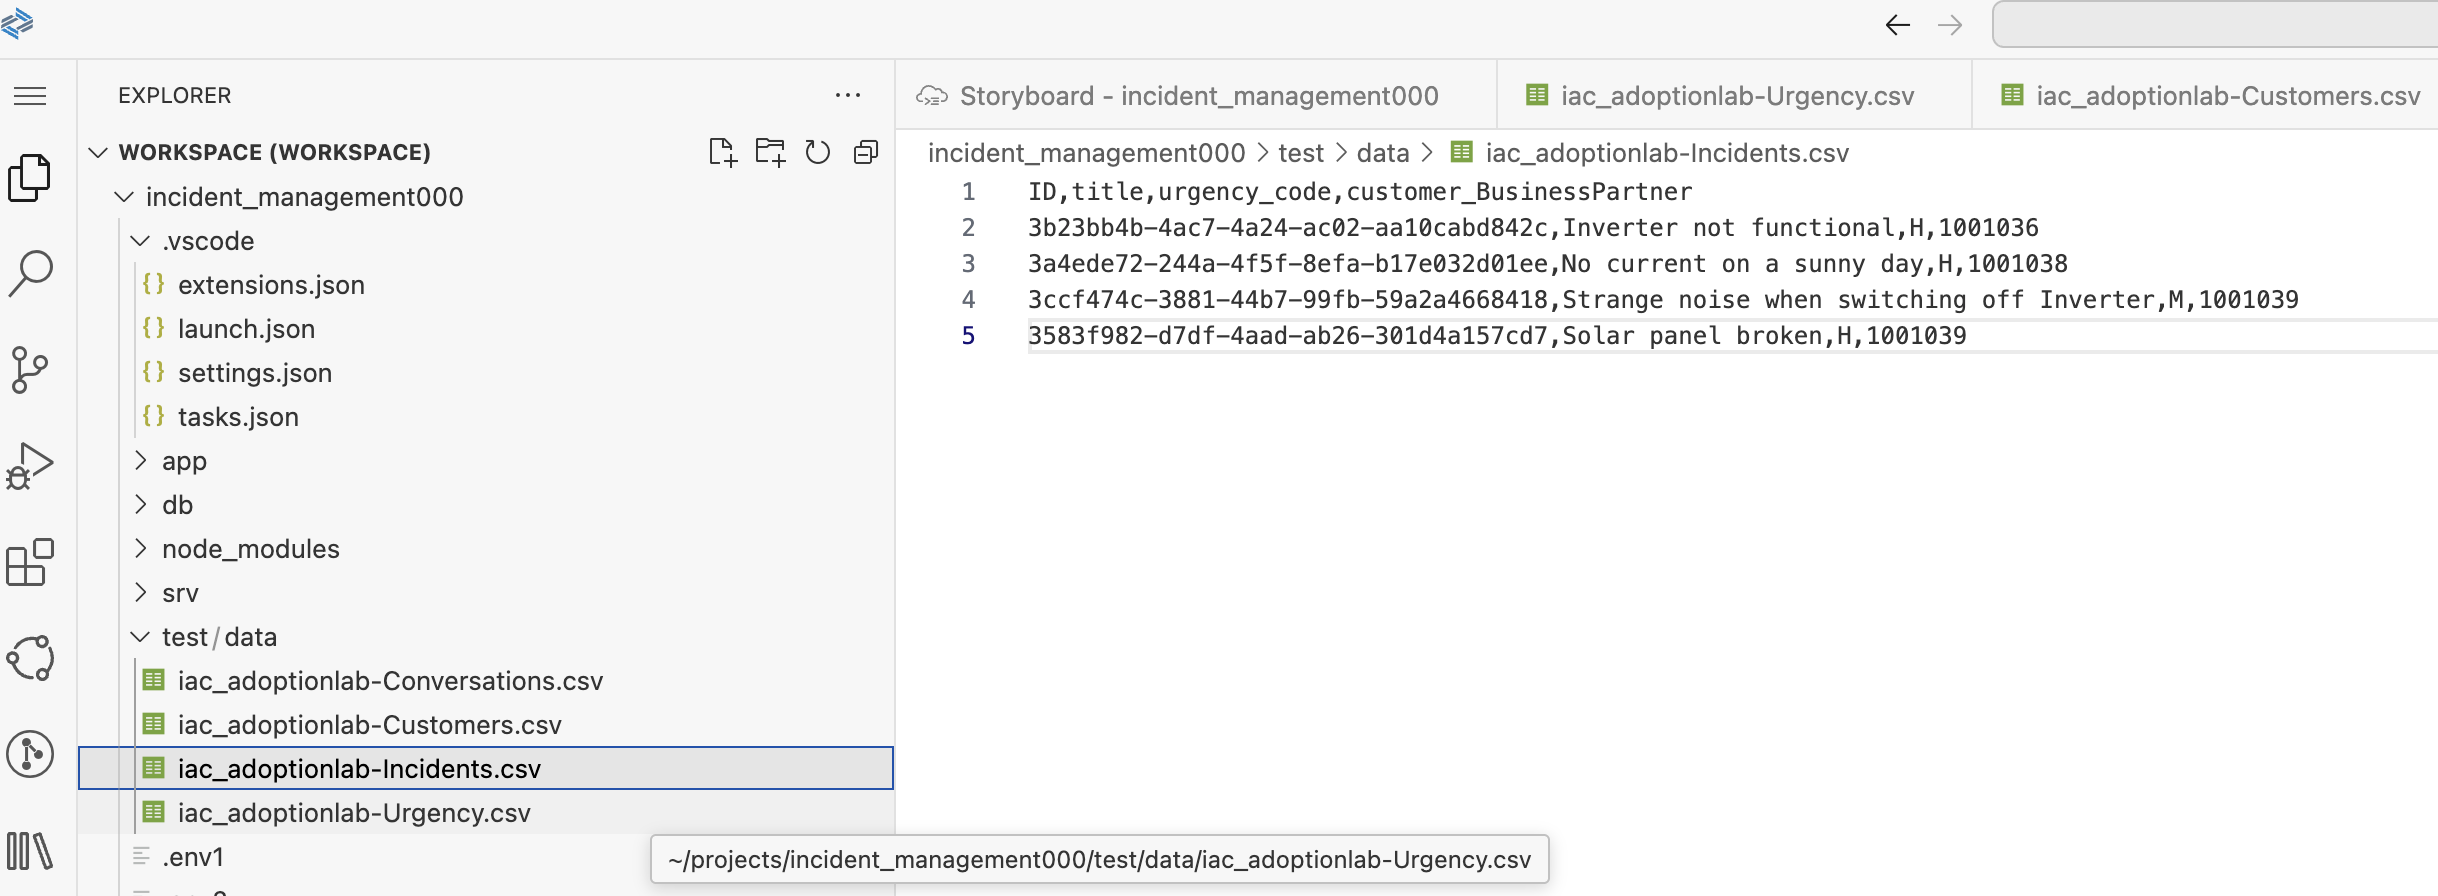 EXPLORER
WORKSPACE (WORKSPACE)
incident_management000
.vscode
{} extensions.json
{} launch.json
{} settings.json
{} tasks.json
app
db
node_modules
srv
test/data
iac_adoptionlab-Conversations.csv
iac_adoptionlab-Customers.csv
iac_adoptionlab-Incidents.csv
iac_adoptionlab-Urgency.csv
.env1
Storyboard - incident_management000
iac_adoptionlab-Urgency.csv
iac_adoptionlab-Customers.csv
incident_management000 > test > data > iac_adoptionlab-Incidents.csv
1 ID,title,urgency_code,customer_BusinessPartner
2 3b23bb4b-4ac7-4a24-ac02-aa10cabd842c,Inverter not functional,H,1001036
3 3a4ede72-244a-4f5f-8efa-b17e032d01ee,No current on a sunny day,H,1001038
4 3ccf474c-3881-44b7-99fb-59a2a4668418,Strange noise when switching off Inverter,M,1001039
5 3583f982-d7df-4aad-ab26-301d4a157cd7,Solar panel broken,H,1001039
~/projects/incident_management000/test/data/iac_adoptionlab-Urgency.csv